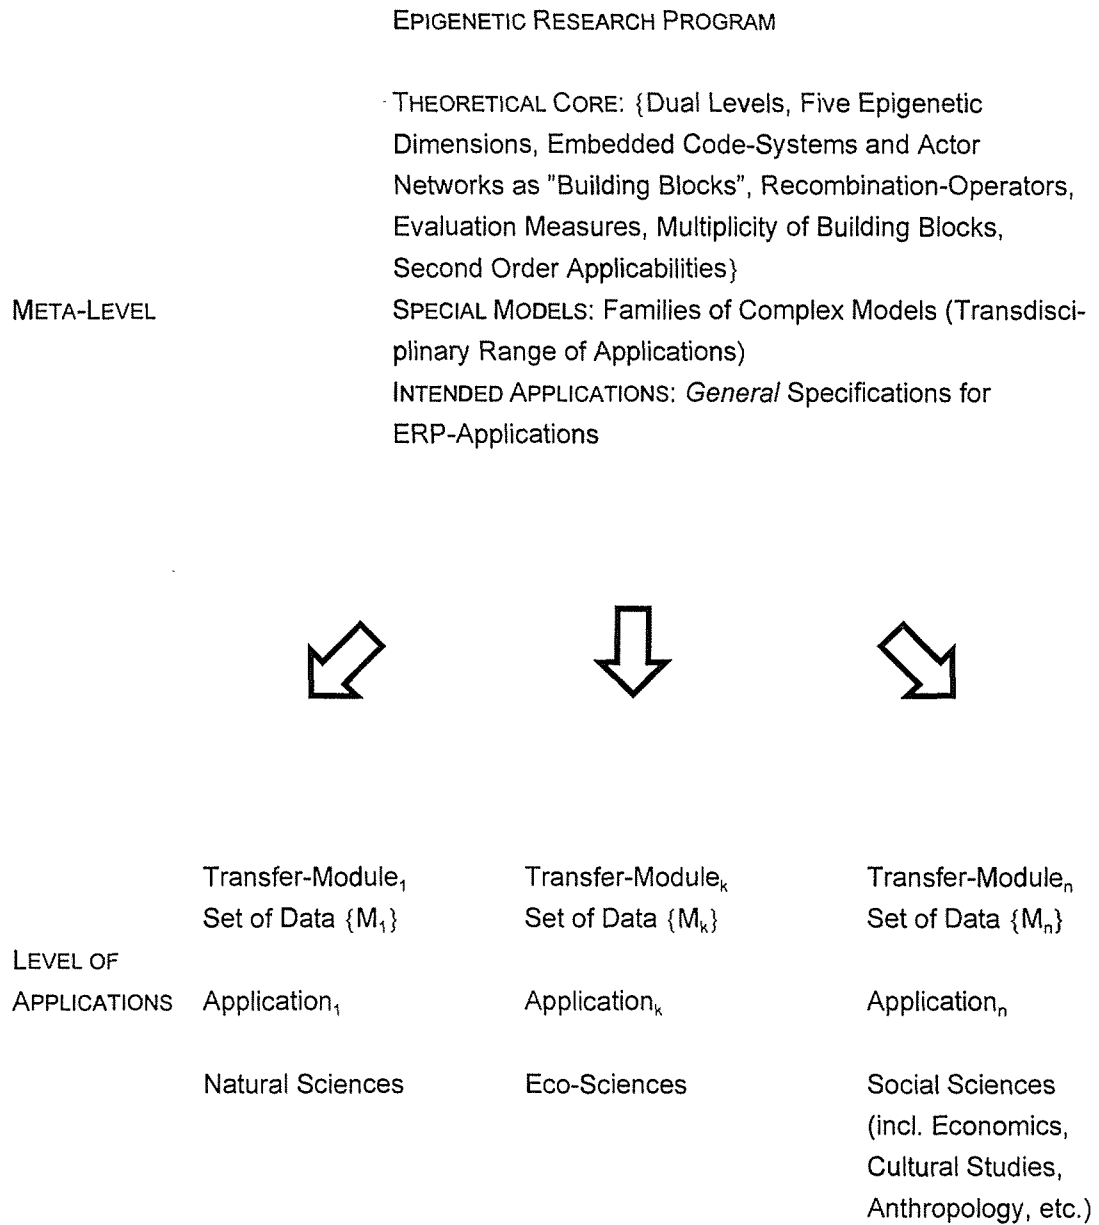 EPIGENETIC RESEARCH PROGRAM
THEORETICAL CORE: {Dual Levels, Five Epigenetic
Dimensions, Embedded Code-Systems and Actor
Networks as "Building Blocks", Recombination-Operators,
Evaluation Measures, Multiplicity of Building Blocks,
Second Order Applicabilities}
META-LEVEL SPECIAL MODELS: Families of Complex Models (Transdisci-
plinary Range of Applications)
INTENDED APPLICATIONS: General Specifications for
ERP-Applications
Transfer-Module₁ Transfer-Moduleₖ Transfer-Moduleₙ
Set of Data {M₁} Set of Data {Mₖ} Set of Data {Mₙ}
LEVEL OF
APPLICATIONS Application₁ Applicationₖ Applicationₙ
Natural Sciences Eco-Sciences Social Sciences
(incl. Economics,
Cultural Studies,
Anthropology, etc.)